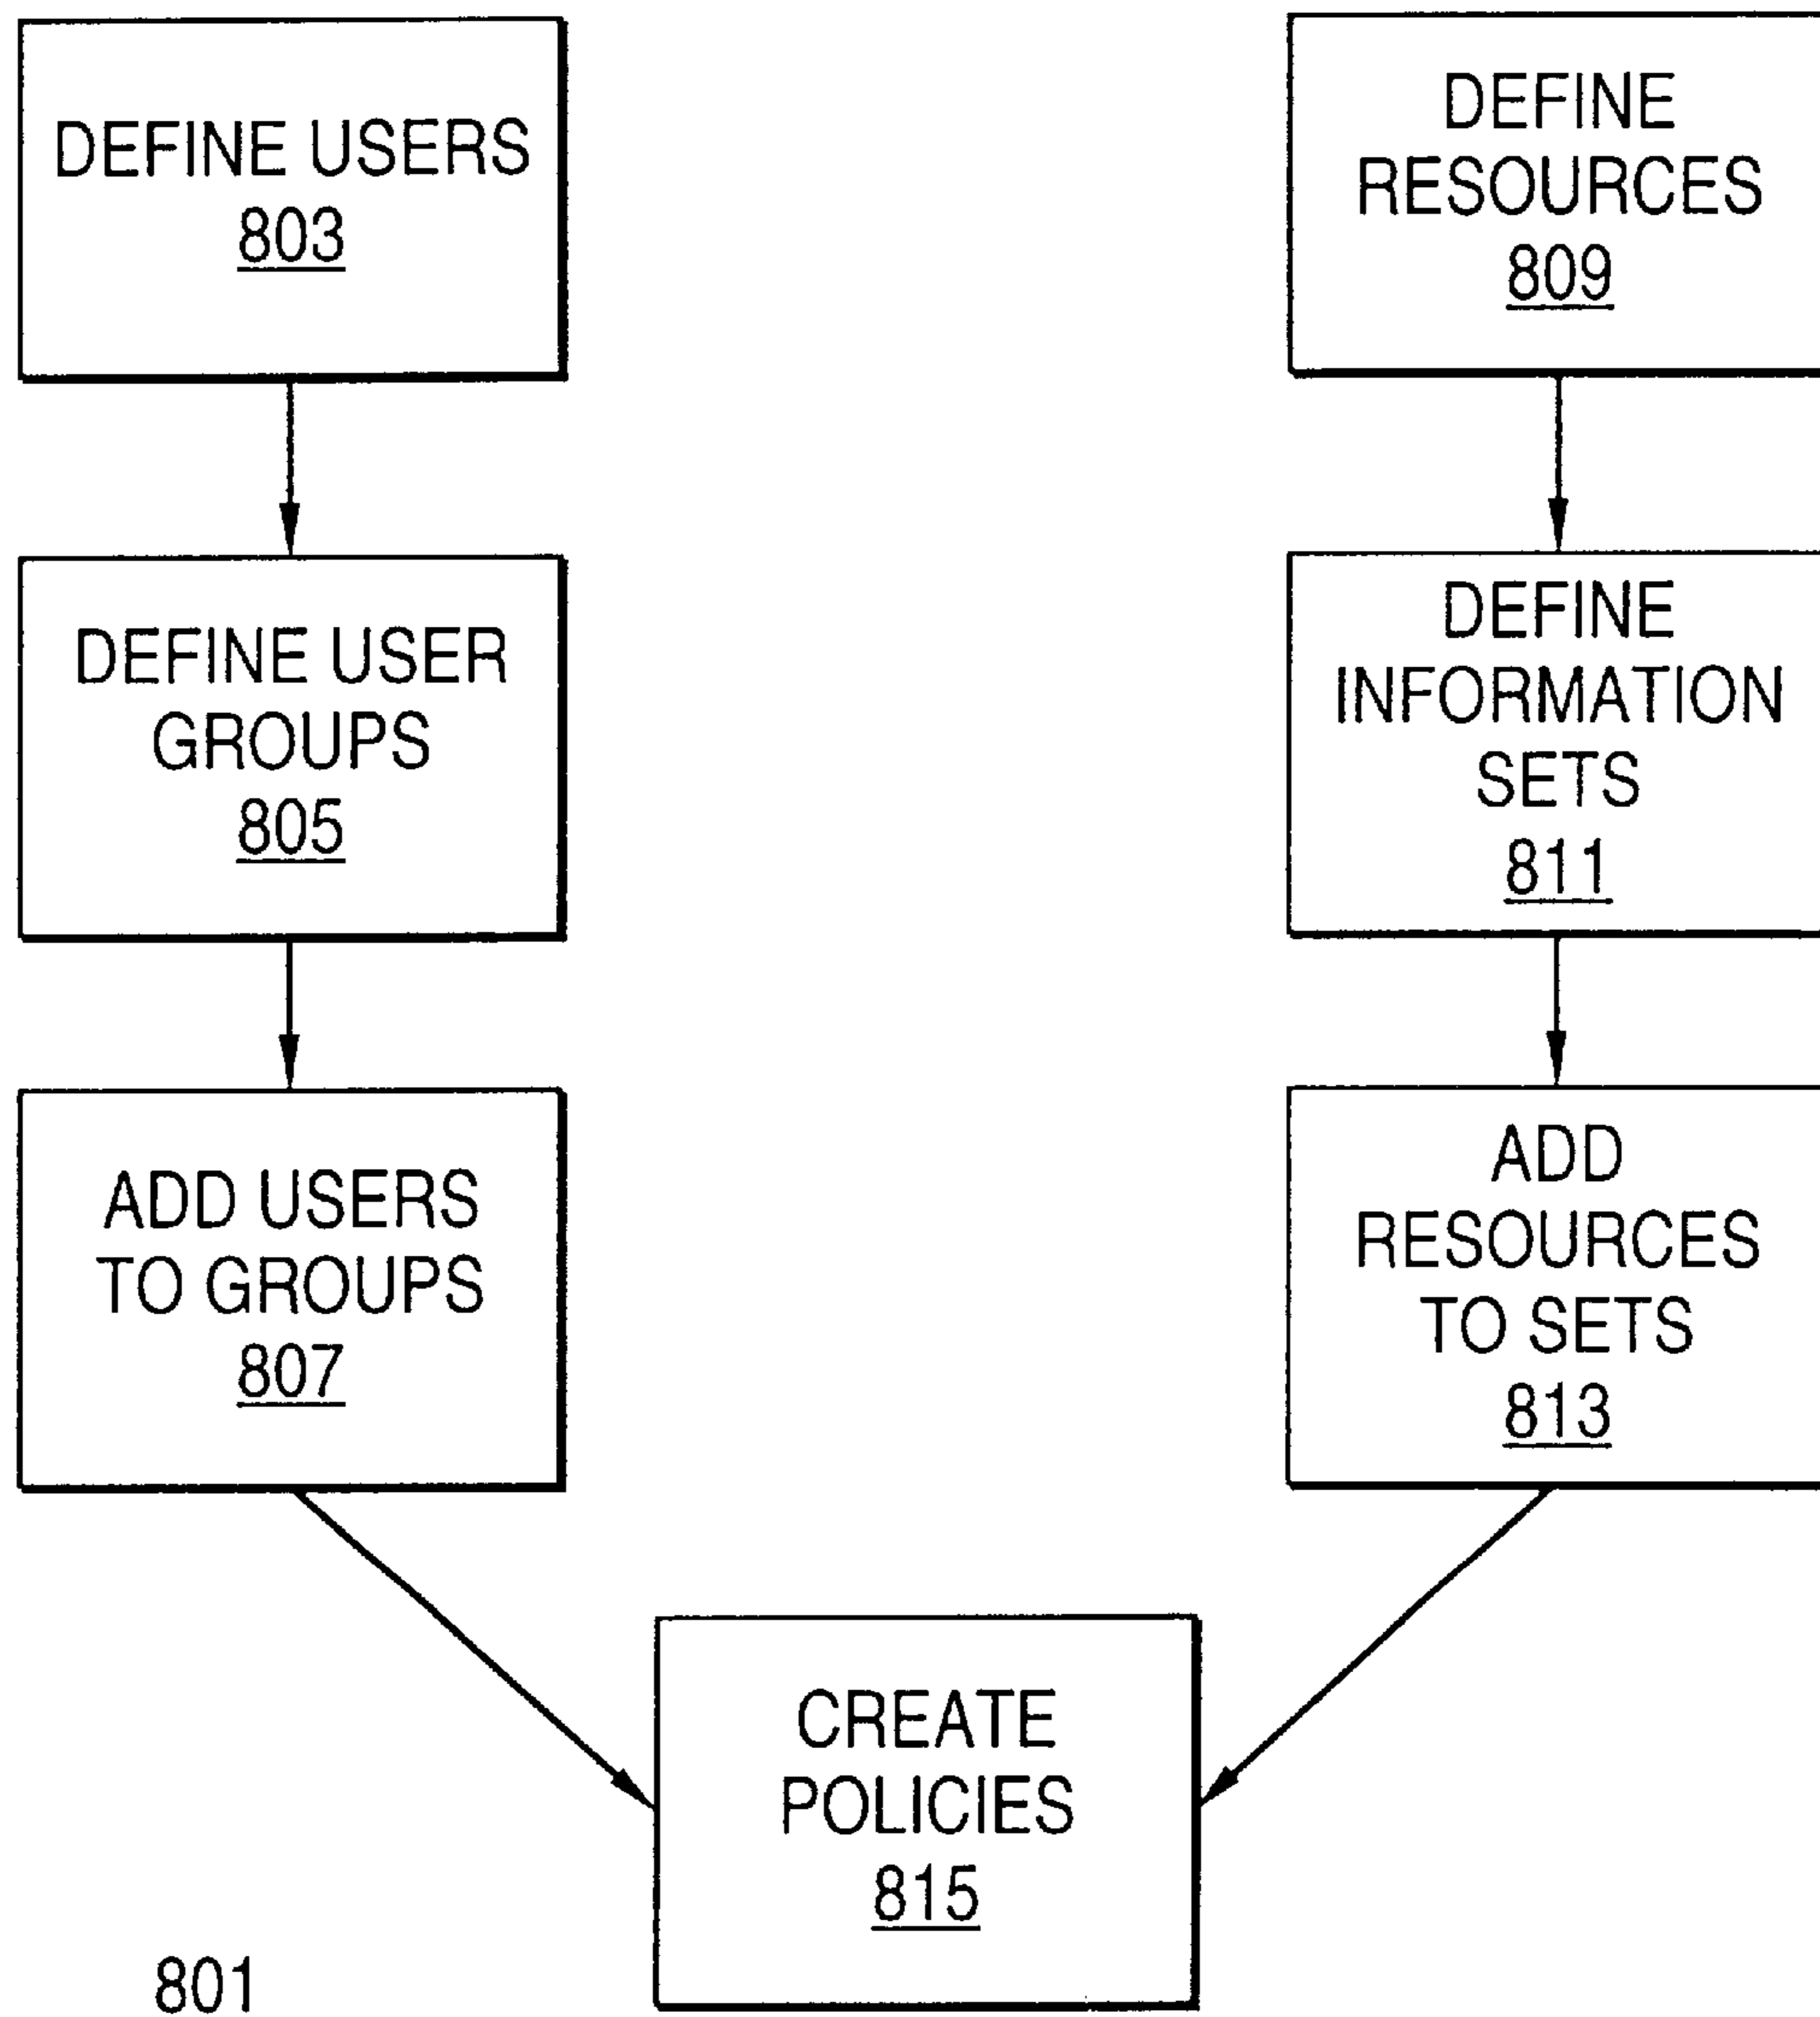 DEFINE USERS
803
DEFINE
RESOURCES
809
DEFINE USER
GROUPS
805
DEFINE
INFORMATION
SETS
811
ADD USERS
TO GROUPS
807
ADD
RESOURCES
TO SETS
813
CREATE
POLICIES
815
801